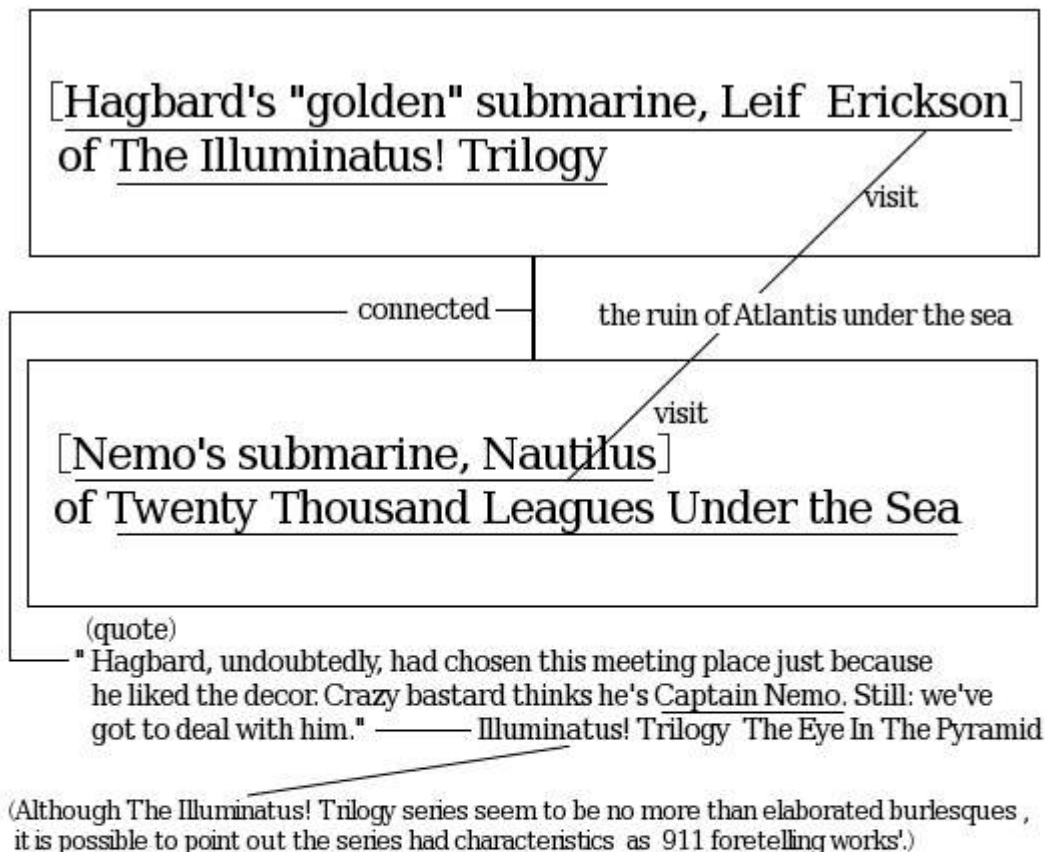 [Hagbard's "golden" submarine, Leif Erickson]
of The Illuminatus! Trilogy
visit
connected
the ruin of Atlantis under the sea
visit
[Nemo's submarine, Nautilus]
of Twenty Thousand Leagues Under the Sea
(quote)
" Hagbard, undoubtedly, had chosen this meeting place just because
he liked the decor. Crazy bastard thinks he's Captain Nemo. Still: we've
got to deal with him." Illuminatus! Trilogy The Eye In The Pyramid
(Although The Illuminatus! Trilogy series seem to be no more than elaborated burlesques ,
it is possible to point out the series had characteristics as 911 foretelling works'.)